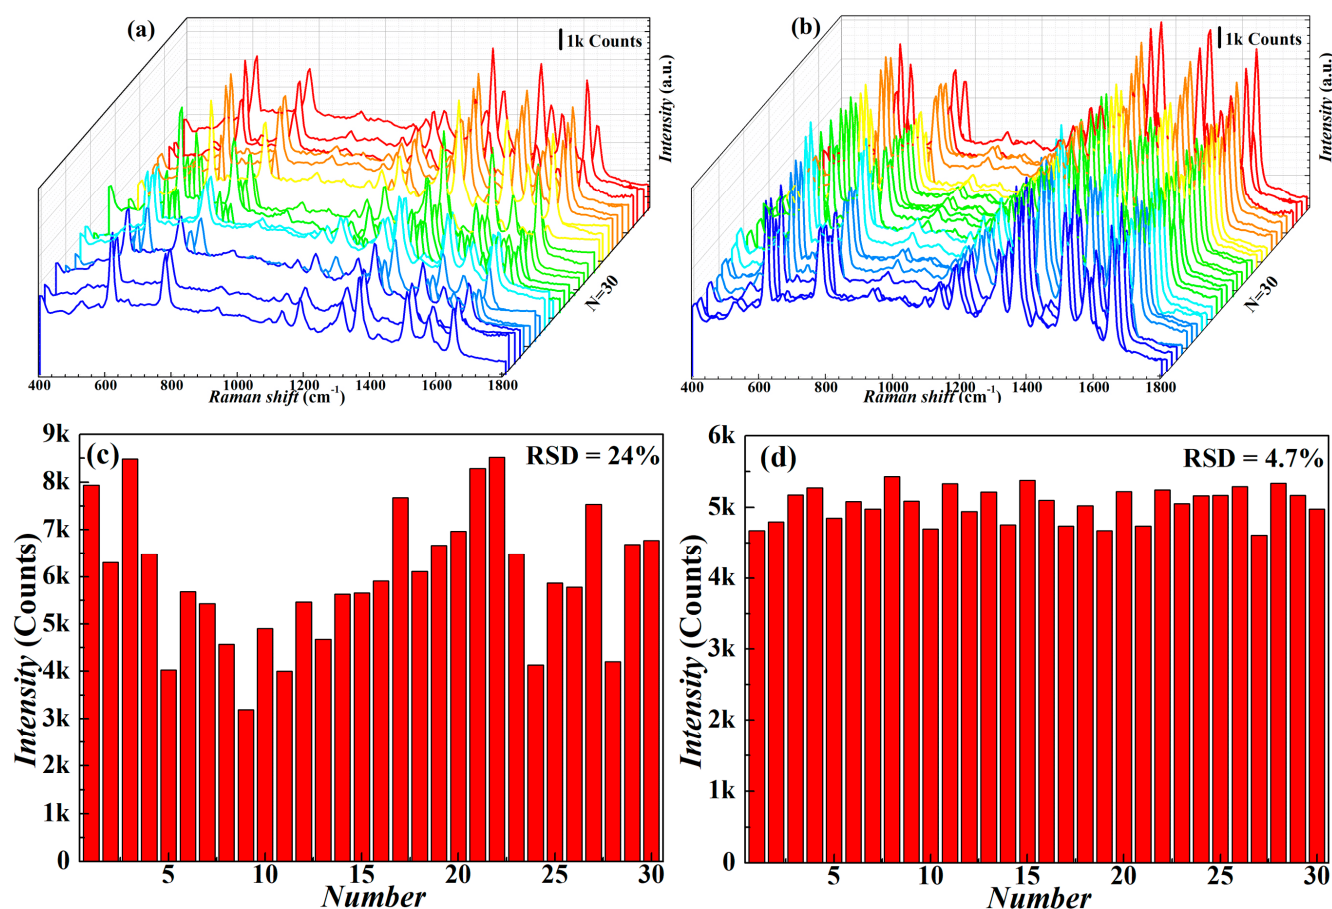 (a)
1k Counts
Intensity (a.u.)
N=30
400 600 800 1000 1200 1400 1600 1800
Raman shift (cm⁻¹)
(b)
1k Counts
Intensity (a.u.)
N=30
400 600 800 1000 1200 1400 1600 1800
Raman shift (cm⁻¹)
(c)
RSD = 24%
9k
8k
7k
6k
5k
4k
3k
2k
1k
0
Intensity (Counts)
5 10 15 20 25 30
Number
(d)
RSD = 4.7%
6k
5k
4k
3k
2k
1k
0
Intensity (Counts)
5 10 15 20 25 30
Number